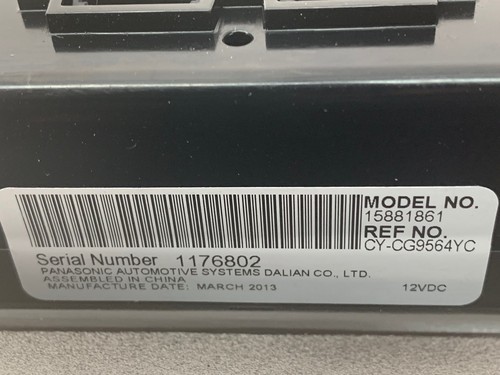 MODEL NO.
15881861
REF NO.
CY-CG9564YC
Serial Number 1176802
PANASONIC AUTOMOTIVE SYSTEMS DALIAN CO., LTD.
ASSEMBLED IN CHINA
MANUFACTURE DATE: MARCH 2013 12VDC